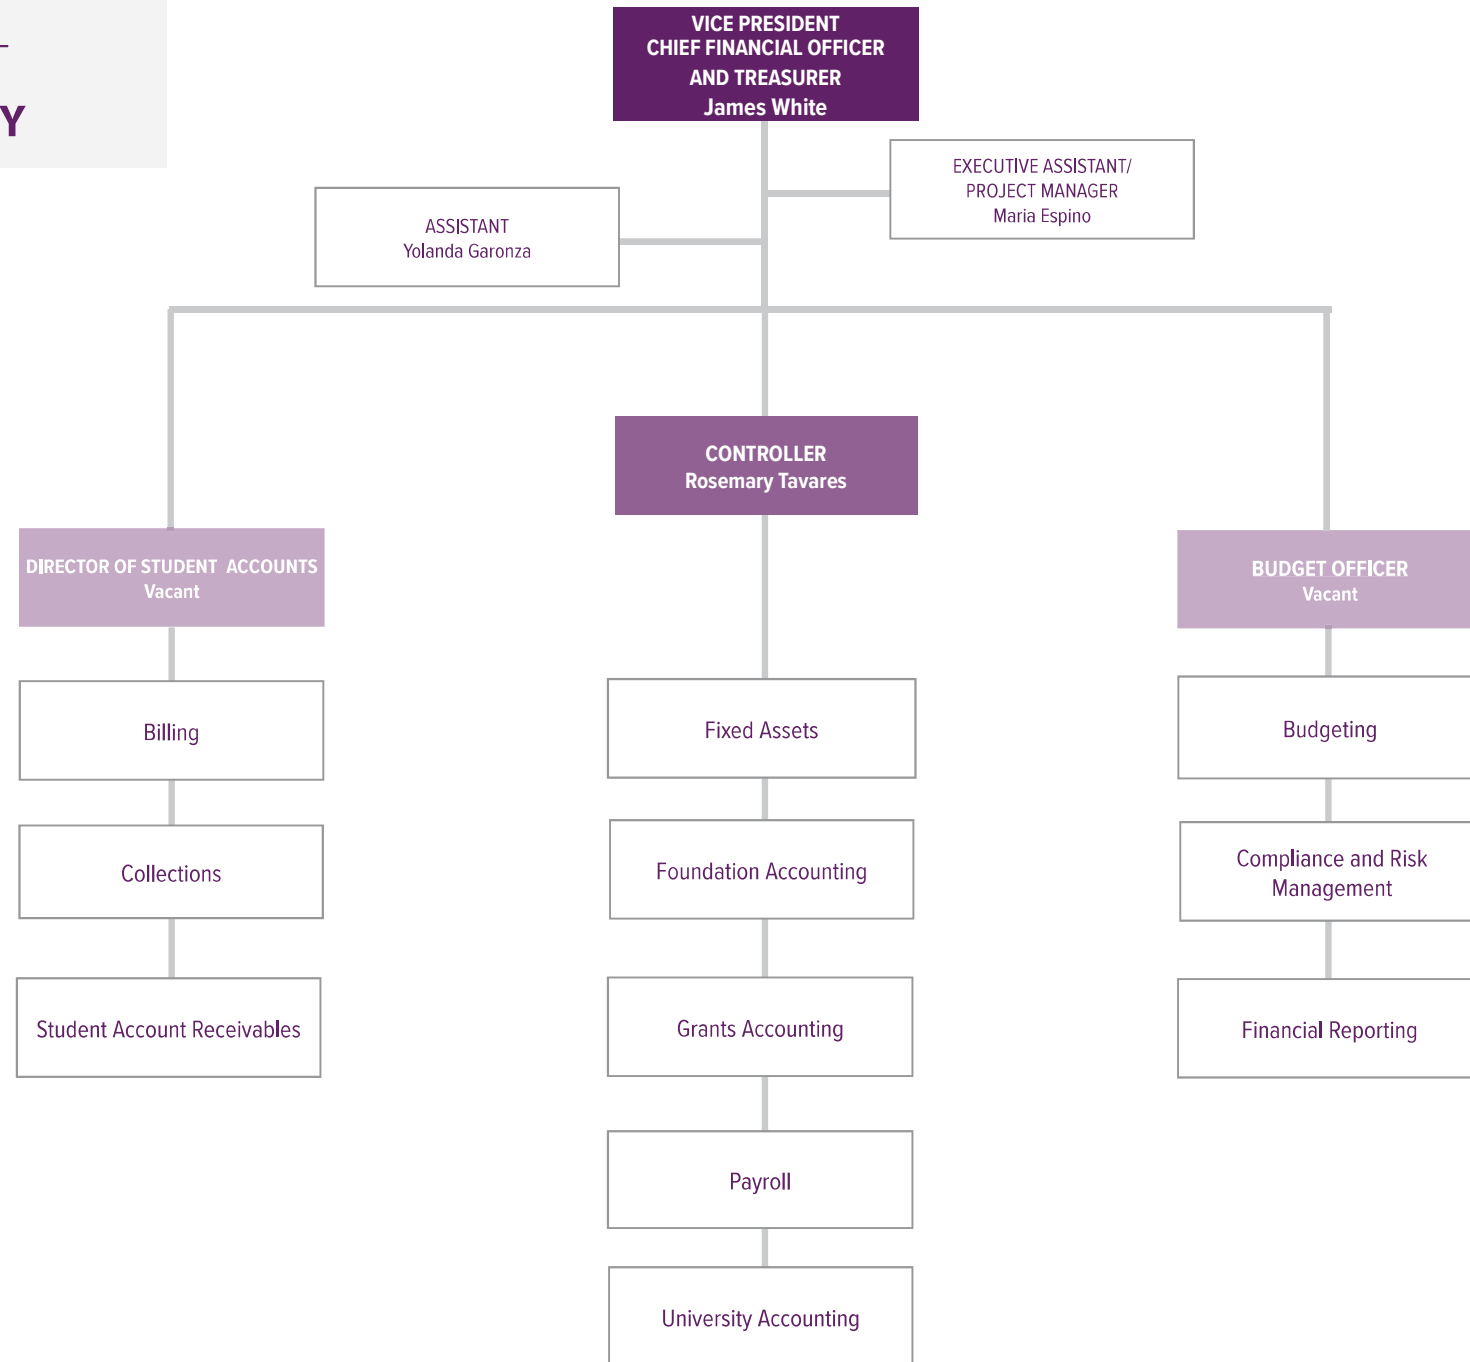 Y
VICE PRESIDENT
CHIEF FINANCIAL OFFICER
AND TREASURER
James White
EXECUTIVE ASSISTANT/
PROJECT MANAGER
Maria Espino
ASSISTANT
Yolanda Garonza
CONTROLLER
Rosemary Tavares
DIRECTOR OF STUDENT ACCOUNTS
Vacant
BUDGET OFFICER
Vacant
Billing
Fixed Assets
Budgeting
Collections
Foundation Accounting
Compliance and Risk
Management
Student Account Receivables
Grants Accounting
Financial Reporting
Payroll
University Accounting